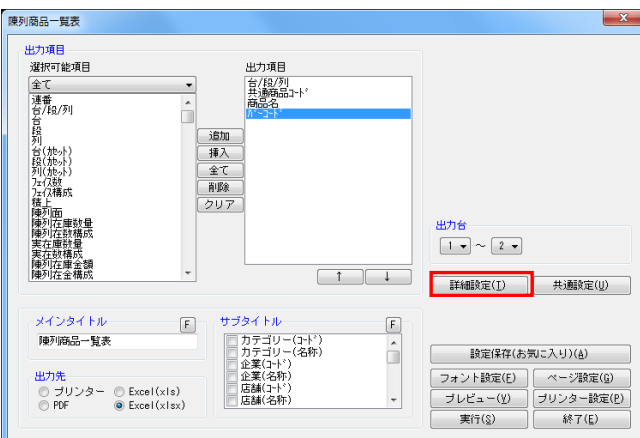 陳列商品一覧表
出力項目
選択可能項目
全て
連番
台/段/列
台
段
列
台(ｵﾌｾｯﾄ)
段(ｵﾌｾｯﾄ)
列(ｵﾌｾｯﾄ)
ﾌｪｲｽ数
ﾌｪｲｽ構成
積上
陳列面
陳列在庫数量
陳列在数構成
実在庫数量
実在数構成
陳列在庫金額
陳列在金構成
追加
挿入
全て
削除
クリア
出力項目
台/段/列
共通商品ｺｰﾄﾞ
商品名
ﾊﾞｰｺｰﾄﾞ
↑ ↓
出力台
1 ～ 2
詳細設定(T) 共通設定(U)
メインタイトル F
陳列商品一覧表
出力先
プリンター Excel(xls)
PDF Excel(xlsx)
サブタイトル F
カテゴリー(ｺｰﾄﾞ)
カテゴリー(名称)
企業(ｺｰﾄﾞ)
企業(名称)
店舗(ｺｰﾄﾞ)
店舗(名称)
設定保存(お気に入り)(A)
フォント設定(F) ページ設定(G)
プレビュー(V) プリンター設定(P)
実行(S) 終了(E)